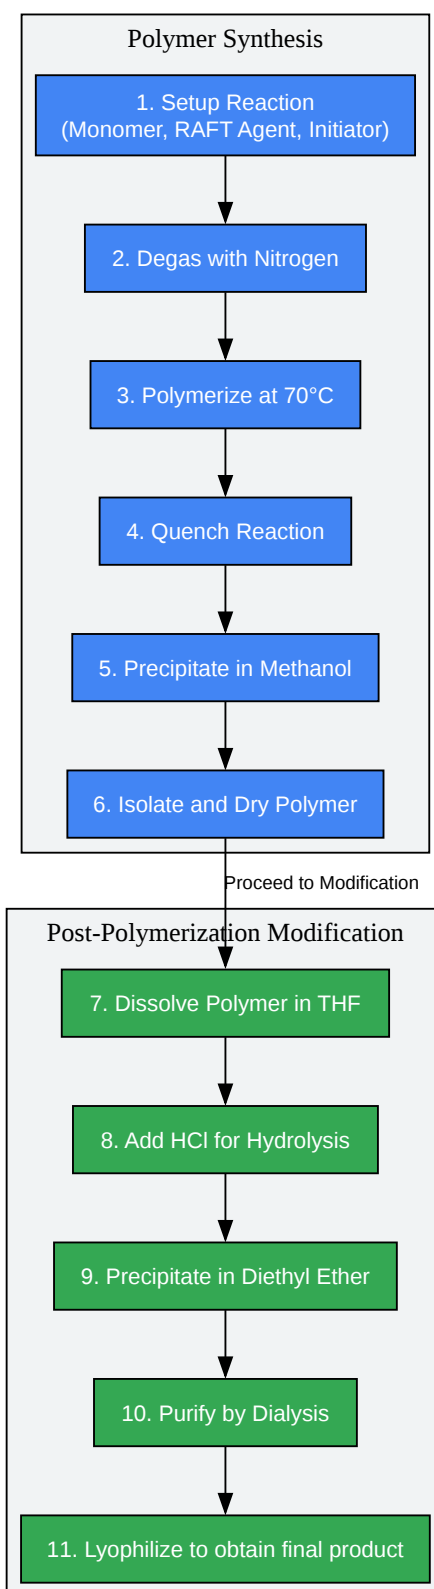 Polymer Synthesis
1. Setup Reaction
(Monomer, RAFT Agent, Initiator)
2. Degas with Nitrogen
3. Polymerize at 70°C
4. Quench Reaction
5. Precipitate in Methanol
6. Isolate and Dry Polymer
Proceed to Modification
Post-Polymerization Modification
7. Dissolve Polymer in THF
8. Add HCl for Hydrolysis
9. Precipitate in Diethyl Ether
10. Purify by Dialysis
11. Lyophilize to obtain final product